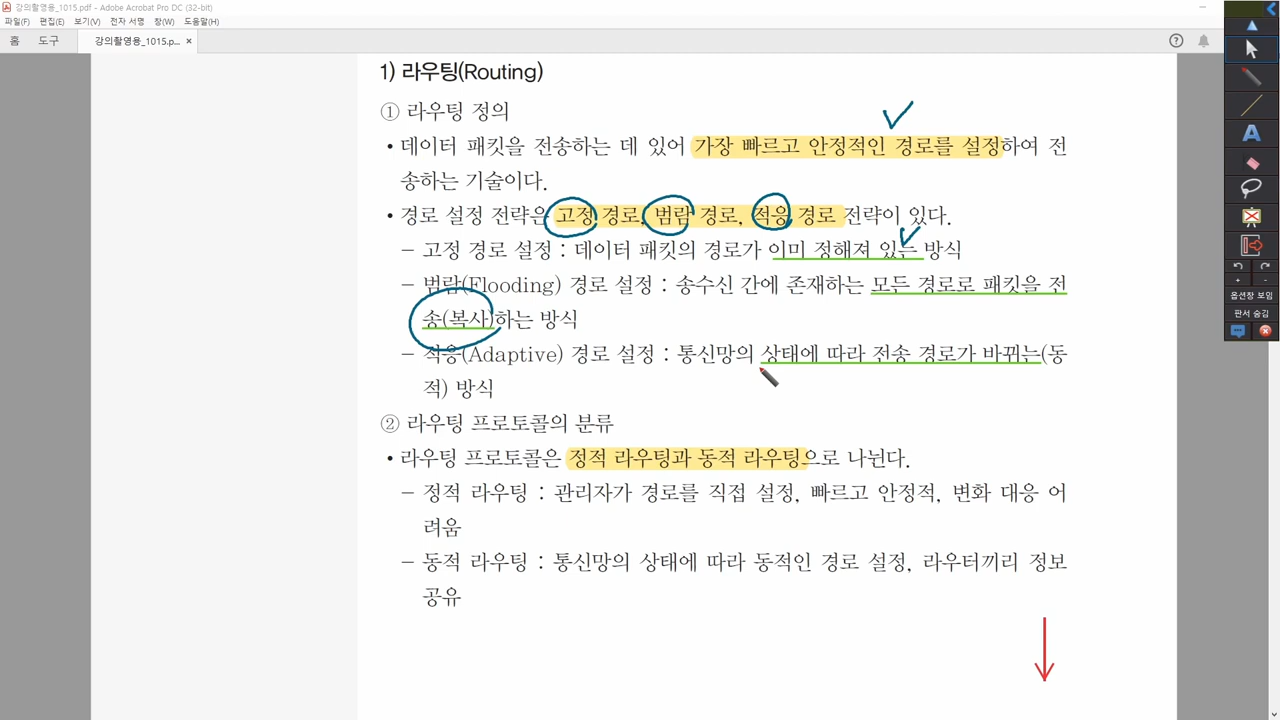 강의촬영용_1015.pdf - Adobe Acrobat Pro DC (32-bit)
파일(F) 편집(E) 보기(V) 전자 서명 창(W) 도움말(H)
홈 도구 강의촬영용_1015.p... ×
1) 라우팅(Routing)
① 라우팅 정의
• 데이터 패킷을 전송하는 데 있어 가장 빠르고 안정적인 경로를 설정하여 전
송하는 기술이다.
• 경로 설정 전략은 고정 경로, 범람 경로, 적응 경로 전략이 있다.
– 고정 경로 설정 : 데이터 패킷의 경로가 이미 정해져 있는 방식
– 범람(Flooding) 경로 설정 : 송수신 간에 존재하는 모든 경로로 패킷을 전
송(복사)하는 방식
– 적응(Adaptive) 경로 설정 : 통신망의 상태에 따라 전송 경로가 바뀌는(동
적) 방식
② 라우팅 프로토콜의 분류
• 라우팅 프로토콜은 정적 라우팅과 동적 라우팅으로 나뉜다.
– 정적 라우팅 : 관리자가 경로를 직접 설정, 빠르고 안정적, 변화 대응 어
려움
– 동적 라우팅 : 통신망의 상태에 따라 동적인 경로 설정, 라우터끼리 정보
공유
옵션장 보임
판서 숨김